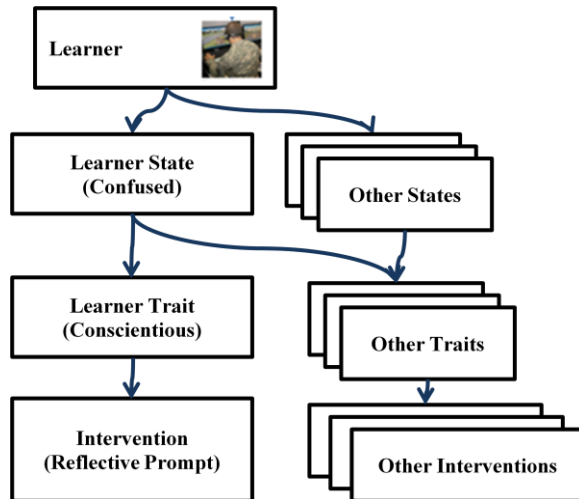 Learner
Learner State
(Confused)
Other States
Learner Trait
(Conscientious)
Other Traits
Intervention
(Reflective Prompt)
Other Interventions